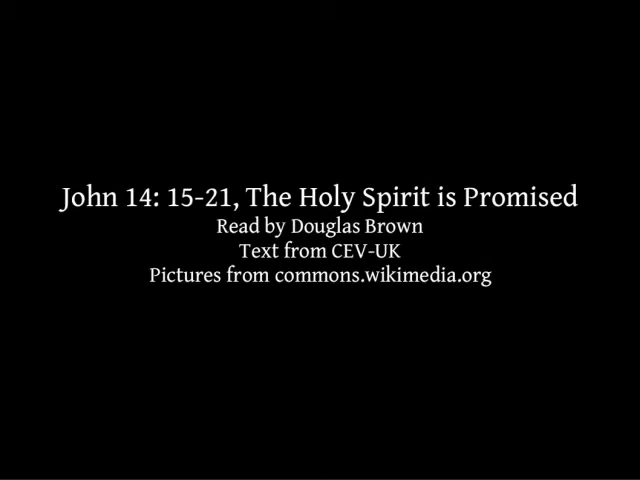 John 14: 15-21, The Holy Spirit is Promised
Read by Douglas Brown
Text from CEV-UK
Pictures from commons.wikimedia.org